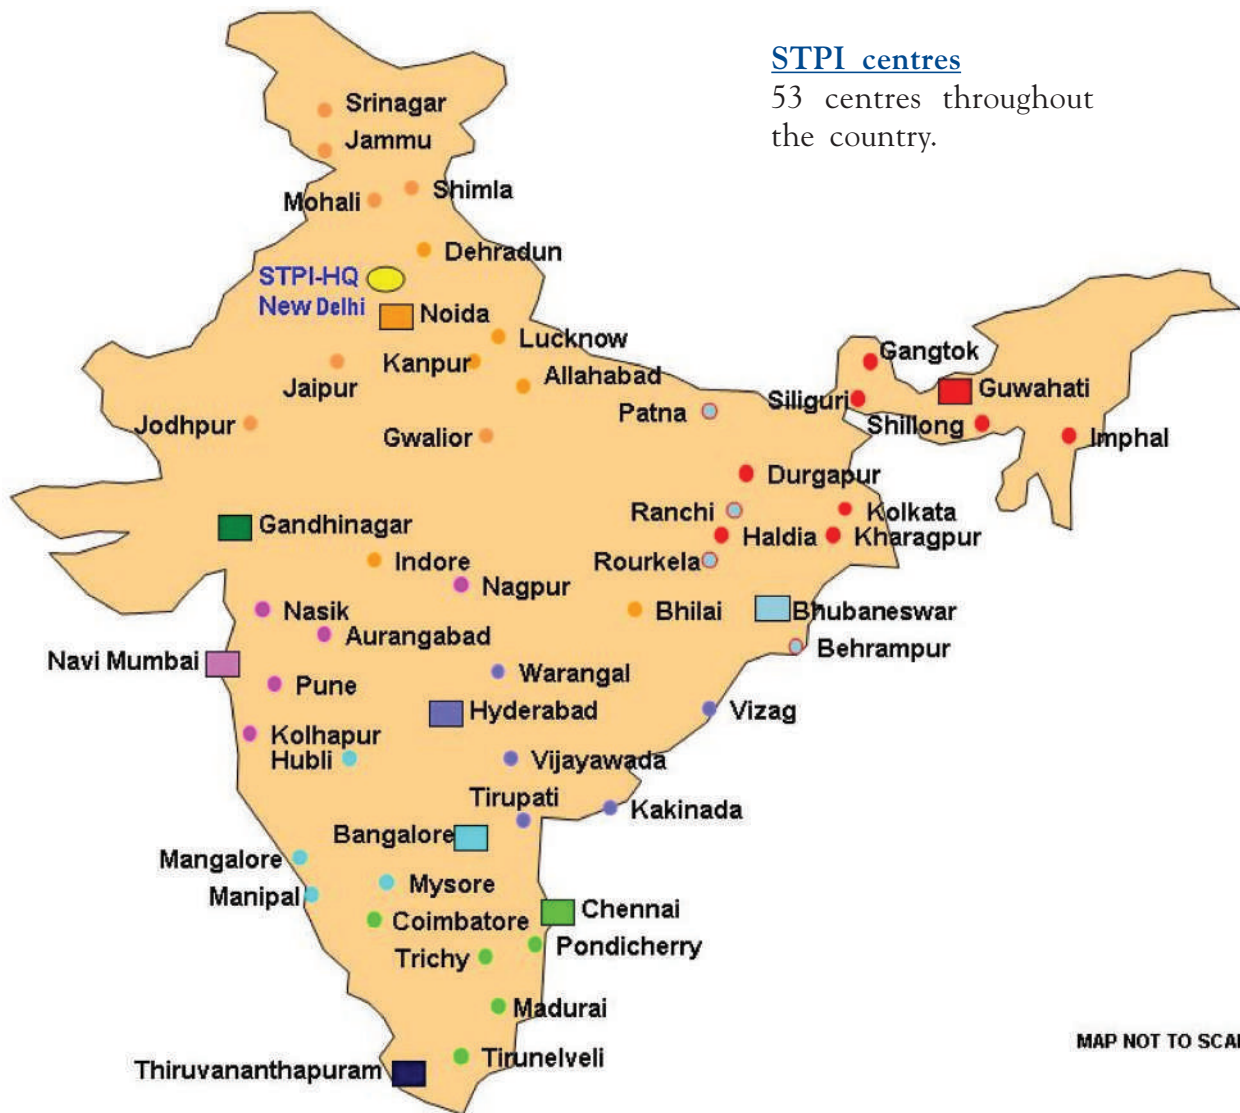 STPI centres
53 centres throughout
the country.
Srinagar
Jammu
Shimla
Mohali
Dehradun
STPI-HQ
New Delhi
Noida
Lucknow
Kanpur
Allahabad
Jaipur
Gangtok
Guwahati
Siliguri
Patna
Shillong
Imphal
Jodhpur
Gwalior
Durgapur
Ranchi
Kolkata
Gandhinagar
Haldia
Kharagpur
Indore
Rourkela
Nagpur
Nasik
Bhilai
Bhubaneswar
Aurangabad
Behrampur
Navi Mumbai
Warangal
Pune
Hyderabad
Vizag
Kolhapur
Hubli
Vijayawada
Tirupati
Kakinada
Bangalore
Mangalore
Mysore
Manipal
Chennai
Coimbatore
Pondicherry
Trichy
Madurai
MAP NOT TO SCAL
Tirunelveli
Thiruvananthapuram